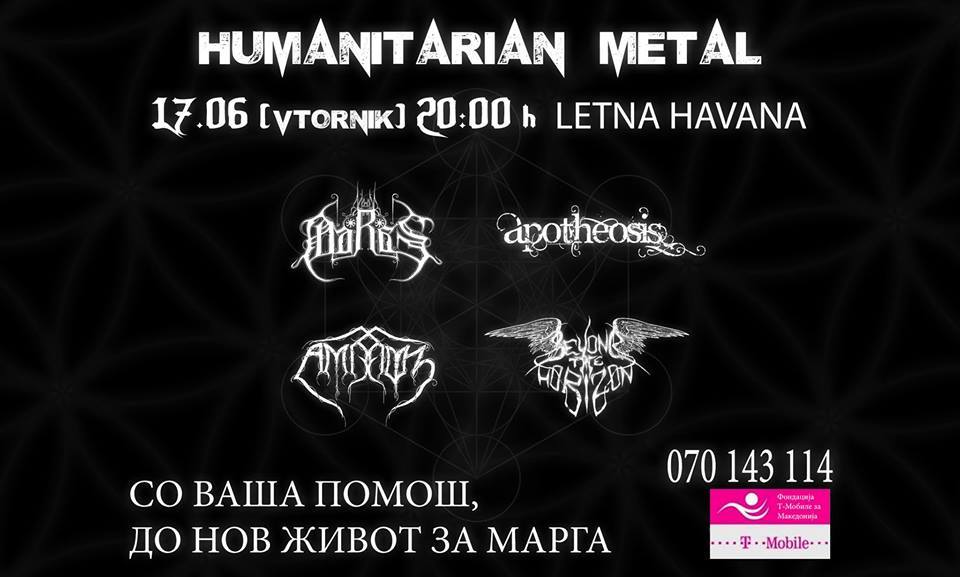 HUMANITARIAN METAL
17.06 [VTORNIK] 20:00 h LETNA HAVANA
apotheosis
BEYOND
THE
HORIZON
070 143 114
Фондација
Т-Мобиле за
Македонија
T Mobile
СО ВАША ПОМОШ,
ДО НОВ ЖИВОТ ЗА МАРГА